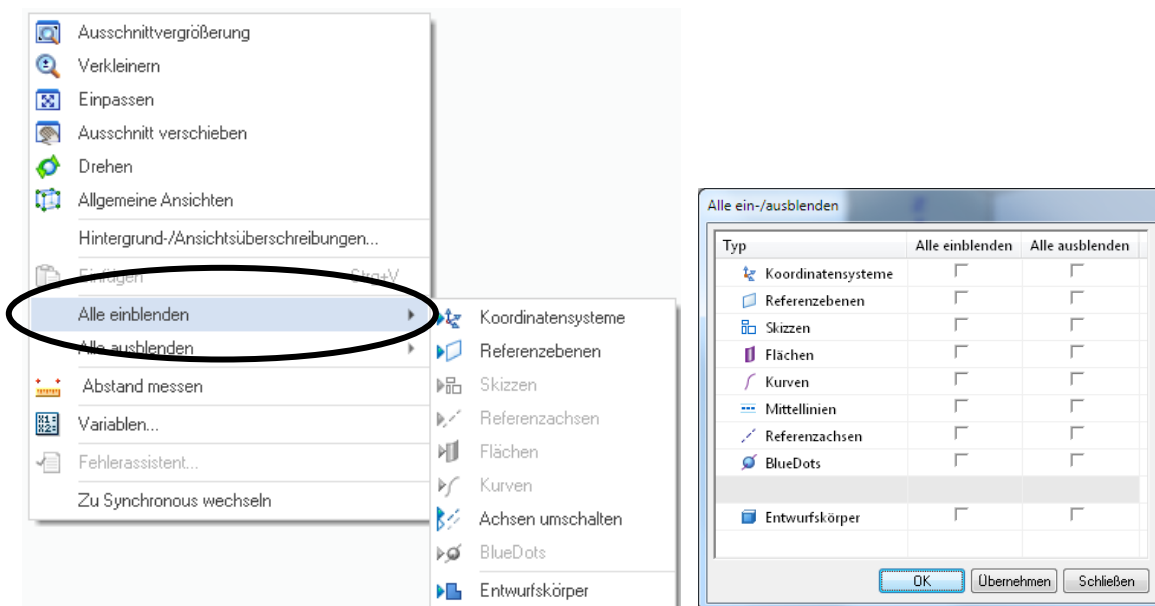 Ausschnittvergrößerung
Verkleinern
Einpassen
Ausschnitt verschieben
Drehen
Allgemeine Ansichten
Hintergrund-/Ansichtsüberschreibungen...
Einfügen Strg+V
Alle einblenden
Alle ausblenden
Abstand messen
Variablen...
Fehlerassistent...
Zu Synchronous wechseln
Koordinatensysteme
Referenzebenen
Skizzen
Referenzachsen
Flächen
Kurven
Achsen umschalten
BlueDots
Entwurfskörper
Alle ein-/ausblenden
Typ Alle einblenden Alle ausblenden
Koordinatensysteme
Referenzebenen
Skizzen
Flächen
Kurven
Mittellinien
Referenzachsen
BlueDots
Entwurfskörper
OK Übernehmen Schließen